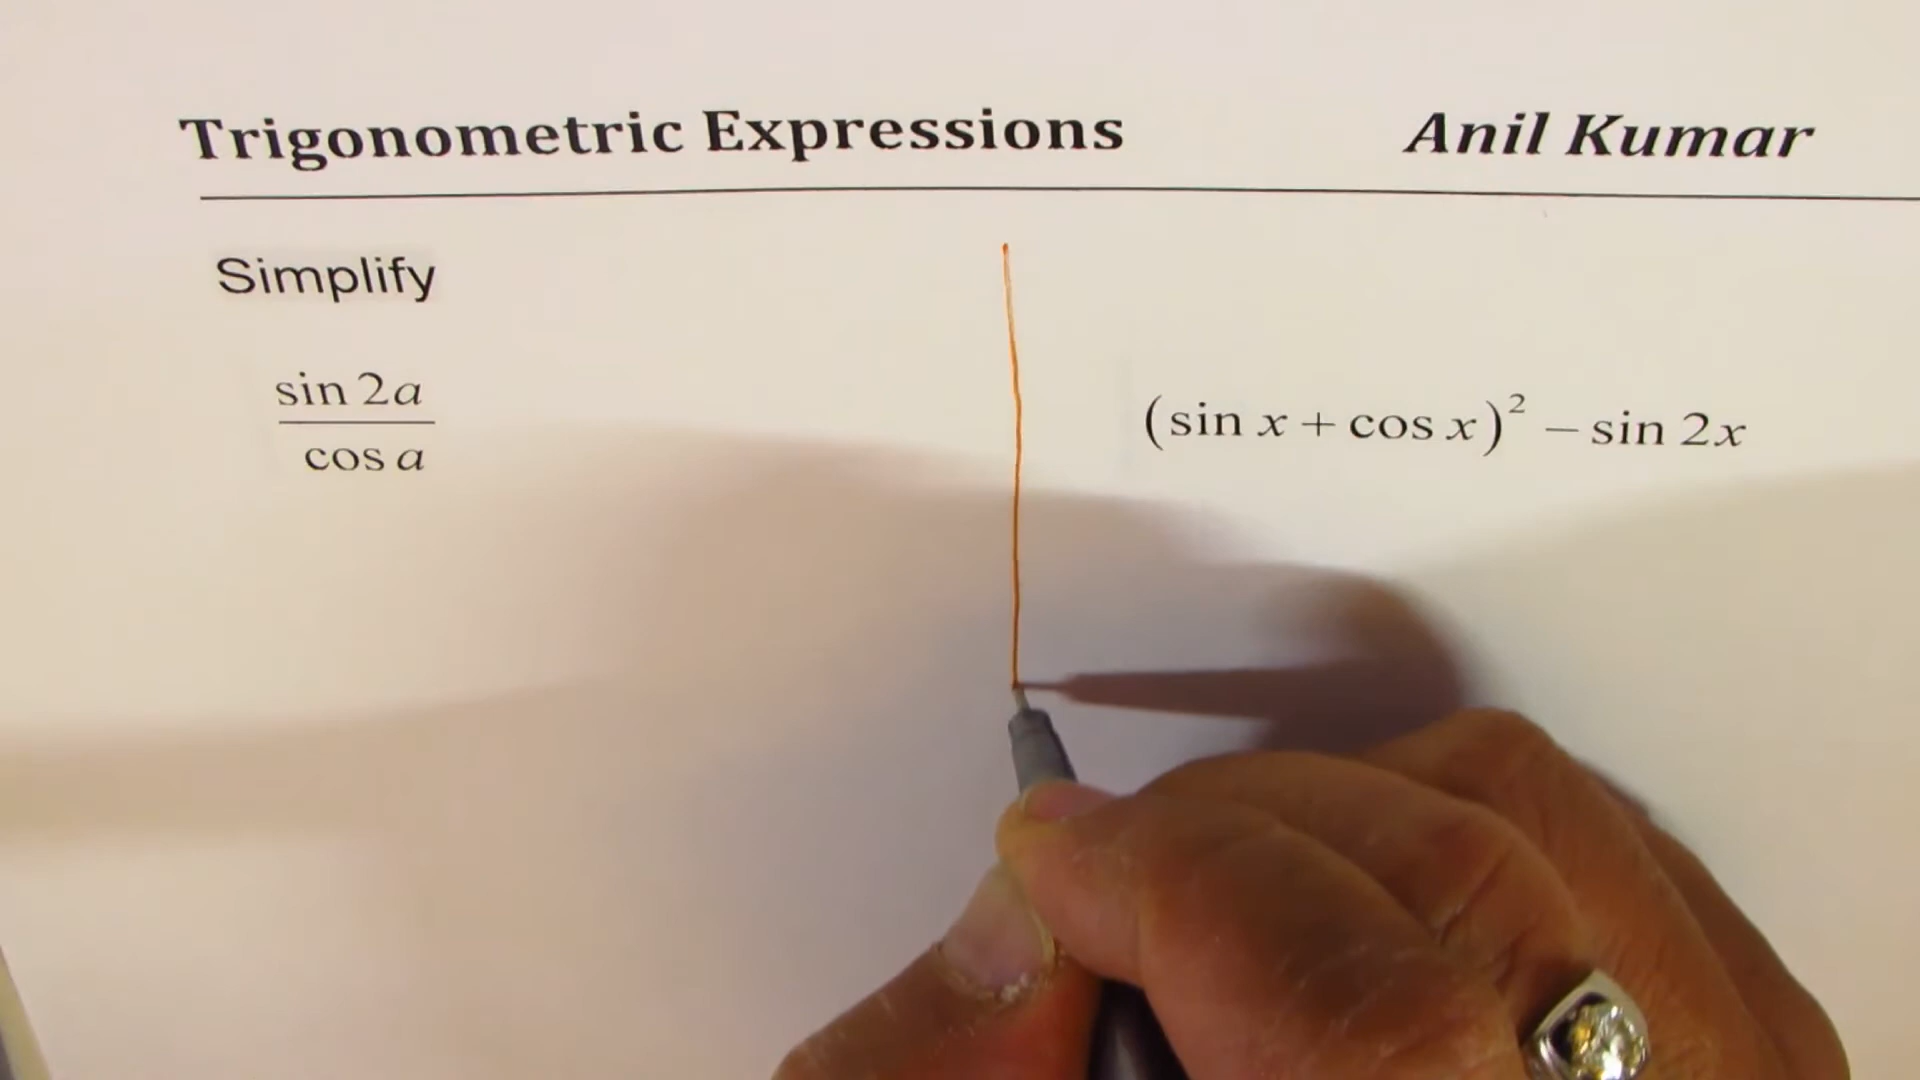 Trigonometric Expressions Anil Kumar
Simplify
sin 2a
cos a
(sin x + cos x)² – sin 2x